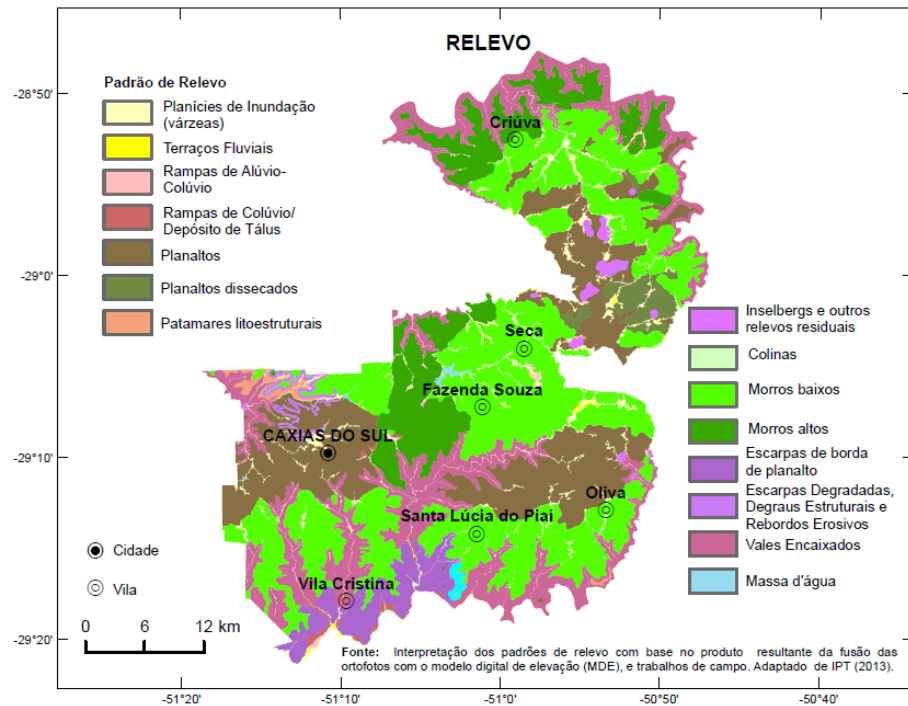 RELEVO
Padrão de Relevo
Planícies de Inundação
(várzeas)
Terraços Fluviais
Rampas de Alúvio-
Colúvio
Rampas de Colúvio/
Depósito de Tálus
Planaltos
Planaltos dissecados
Patamares litoestruturais
Inselbergs e outros
relevos residuais
Colinas
Morros baixos
Morros altos
Escarpas de borda
de planalto
Escarpas Degradadas,
Degraus Estruturais e
Rebordos Erosivos
Vales Encaixados
Massa d'água
Criúva
Seca
Fazenda Souza
CAXIAS DO SUL
Oliva
Santa Lúcia do Piaí
Vila Cristina
Cidade
Vila
0 6 12 km
Fonte: Interpretação dos padrões de relevo com base no produto resultante da fusão das
ortofotos com o modelo digital de elevação (MDE), e trabalhos de campo. Adaptado de IPT (2013).
-28°50'
-29°0'
-29°10'
-29°20'
-51°20' -51°10' -51°0' -50°50' -50°40'